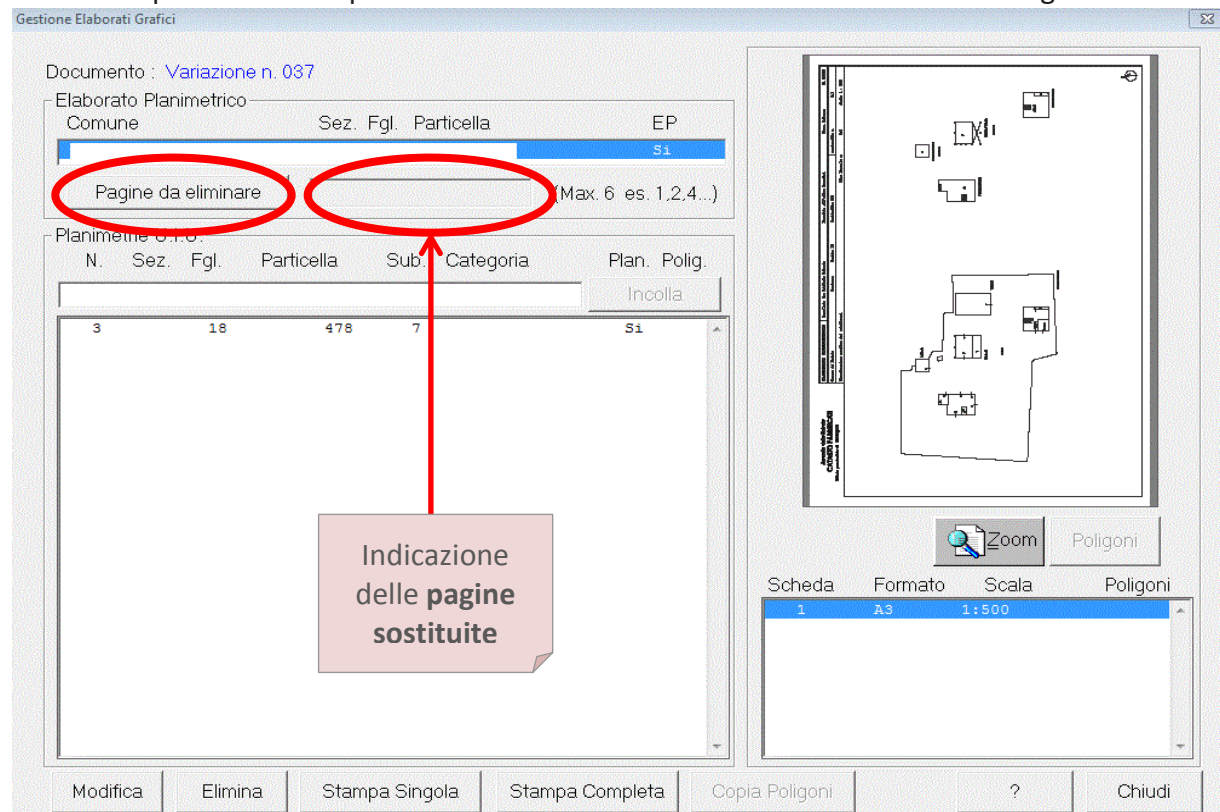 Gestione Elaborati Grafici
Documento : Variazione n. 037
Elaborato Planimetrico
Comune Sez. Fgl. Particella EP
Si
Pagine da eliminare (Max. 6 es. 1,2,4...)
Planimetrie U.I.U.
N. Sez. Fgl. Particella Sub. Categoria Plan. Polig.
Incolla
3 18 478 7 Si
Indicazione
delle pagine
sostituite
Zoom Poligoni
Scheda Formato Scala Poligoni
1 A3 1:500
Modifica Elimina Stampa Singola Stampa Completa Copia Poligoni ? Chiudi